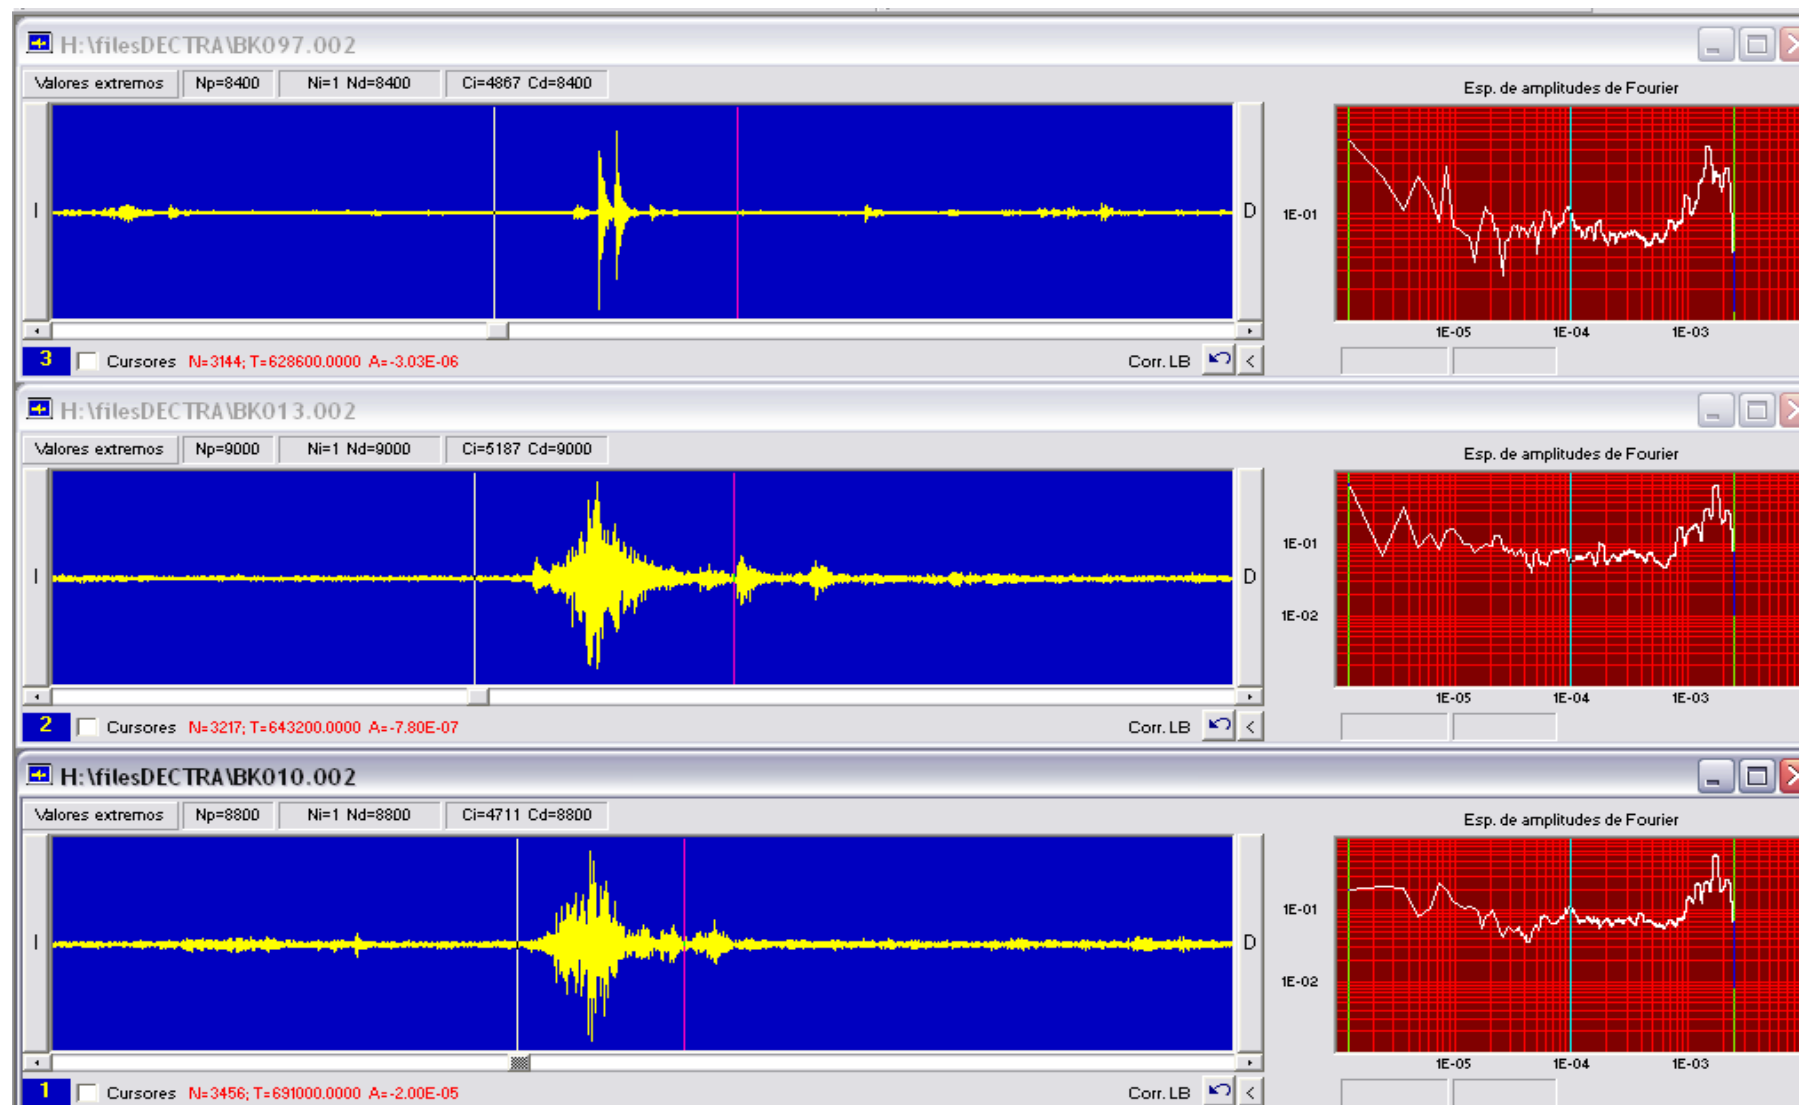 H:\filesDECTRA\BK097.002
Valores extremos Np=8400 Ni=1 Nd=8400 Ci=4867 Cd=8400
Esp. de amplitudes de Fourier
I D 1E-01
1E-05 1E-04 1E-03
3 Cursores N=3144; T=628600.0000 A=-3.03E-06 Corr. LB <
H:\filesDECTRA\BK013.002
Valores extremos Np=9000 Ni=1 Nd=9000 Ci=5187 Cd=9000
Esp. de amplitudes de Fourier
1E-01
I D
1E-02
1E-05 1E-04 1E-03
2 Cursores N=3217; T=643200.0000 A=-7.80E-07 Corr. LB <
H:\filesDECTRA\BK010.002
Valores extremos Np=8800 Ni=1 Nd=8800 Ci=4711 Cd=8800
Esp. de amplitudes de Fourier
1E-01
I D
1E-02
1E-05 1E-04 1E-03
1 Cursores N=3456; T=691000.0000 A=-2.00E-05 Corr. LB <